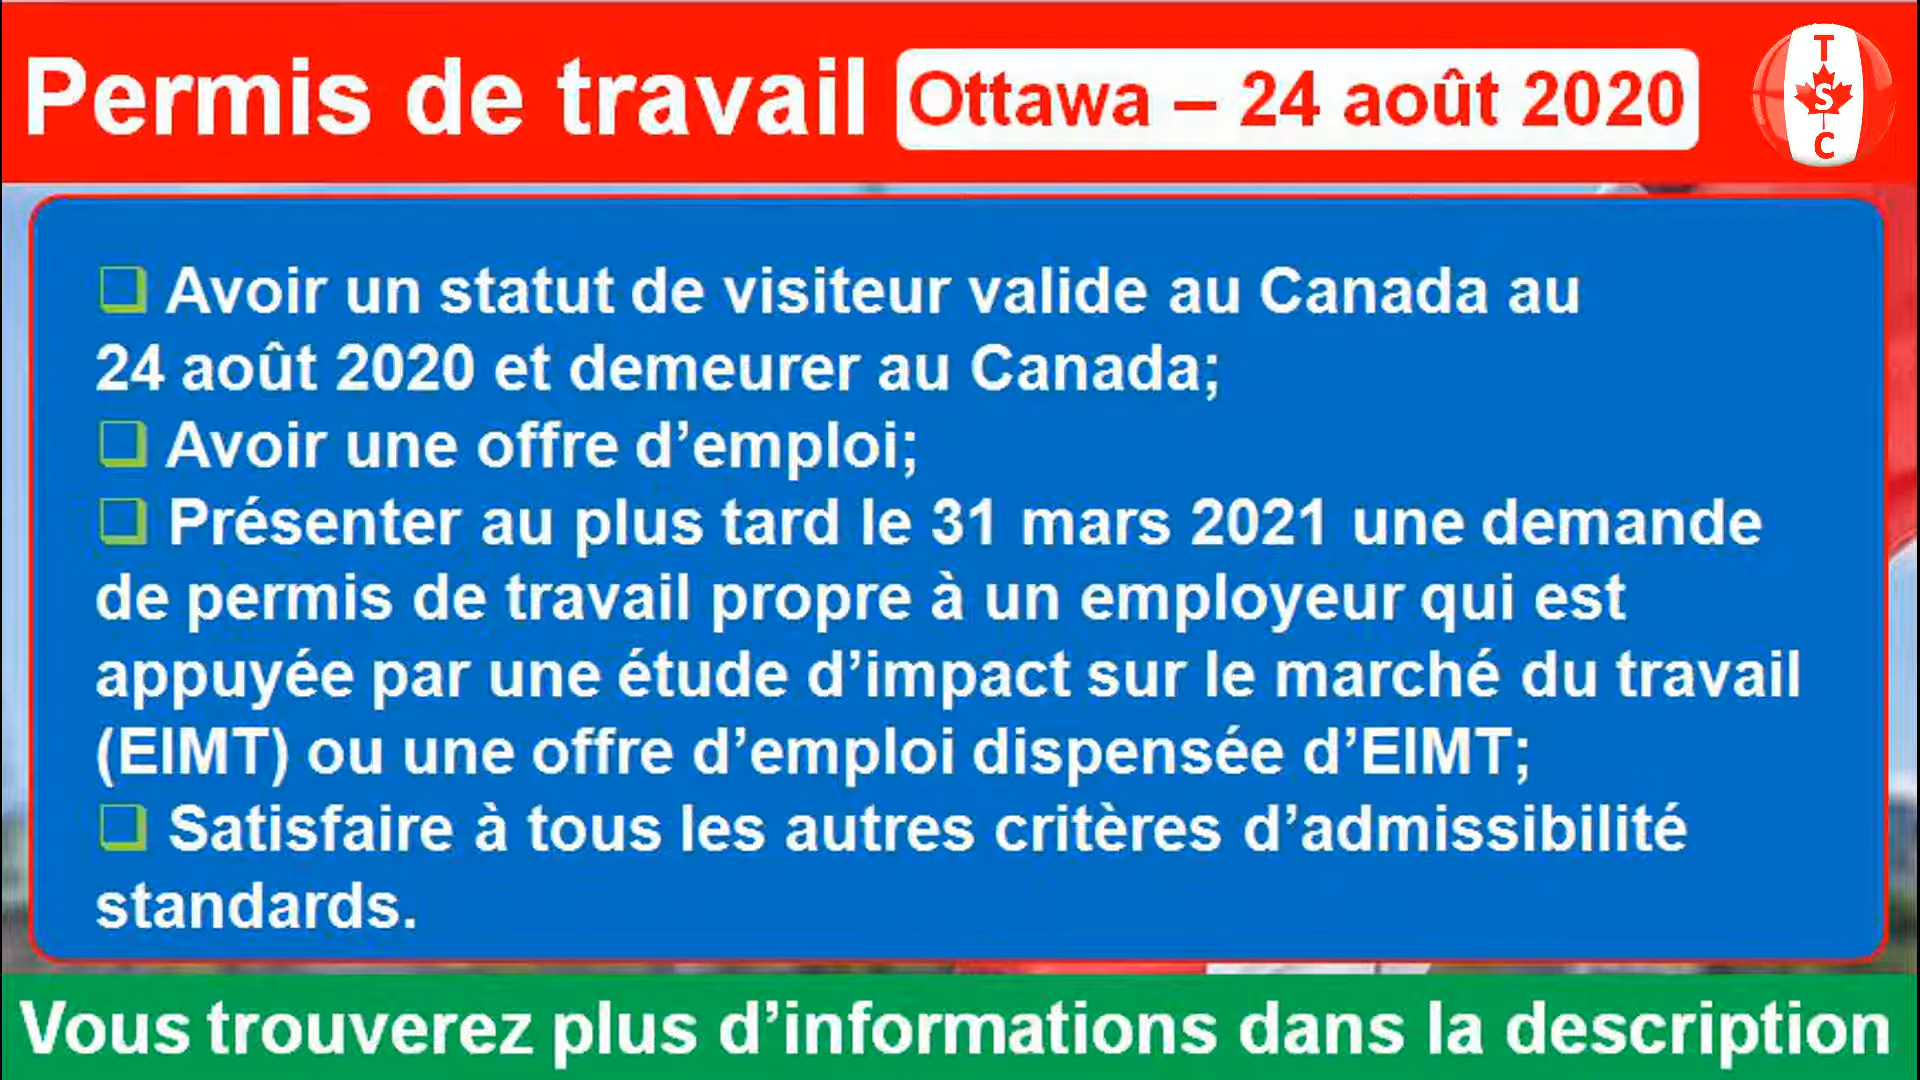 Permis de travail
Ottawa – 24 août 2020
T
S
C
❑ Avoir un statut de visiteur valide au Canada au
24 août 2020 et demeurer au Canada;
❑ Avoir une offre d’emploi;
❑ Présenter au plus tard le 31 mars 2021 une demande
de permis de travail propre à un employeur qui est
appuyée par une étude d’impact sur le marché du travail
(EIMT) ou une offre d’emploi dispensée d’EIMT;
❑ Satisfaire à tous les autres critères d’admissibilité
standards.
Vous trouverez plus d’informations dans la description